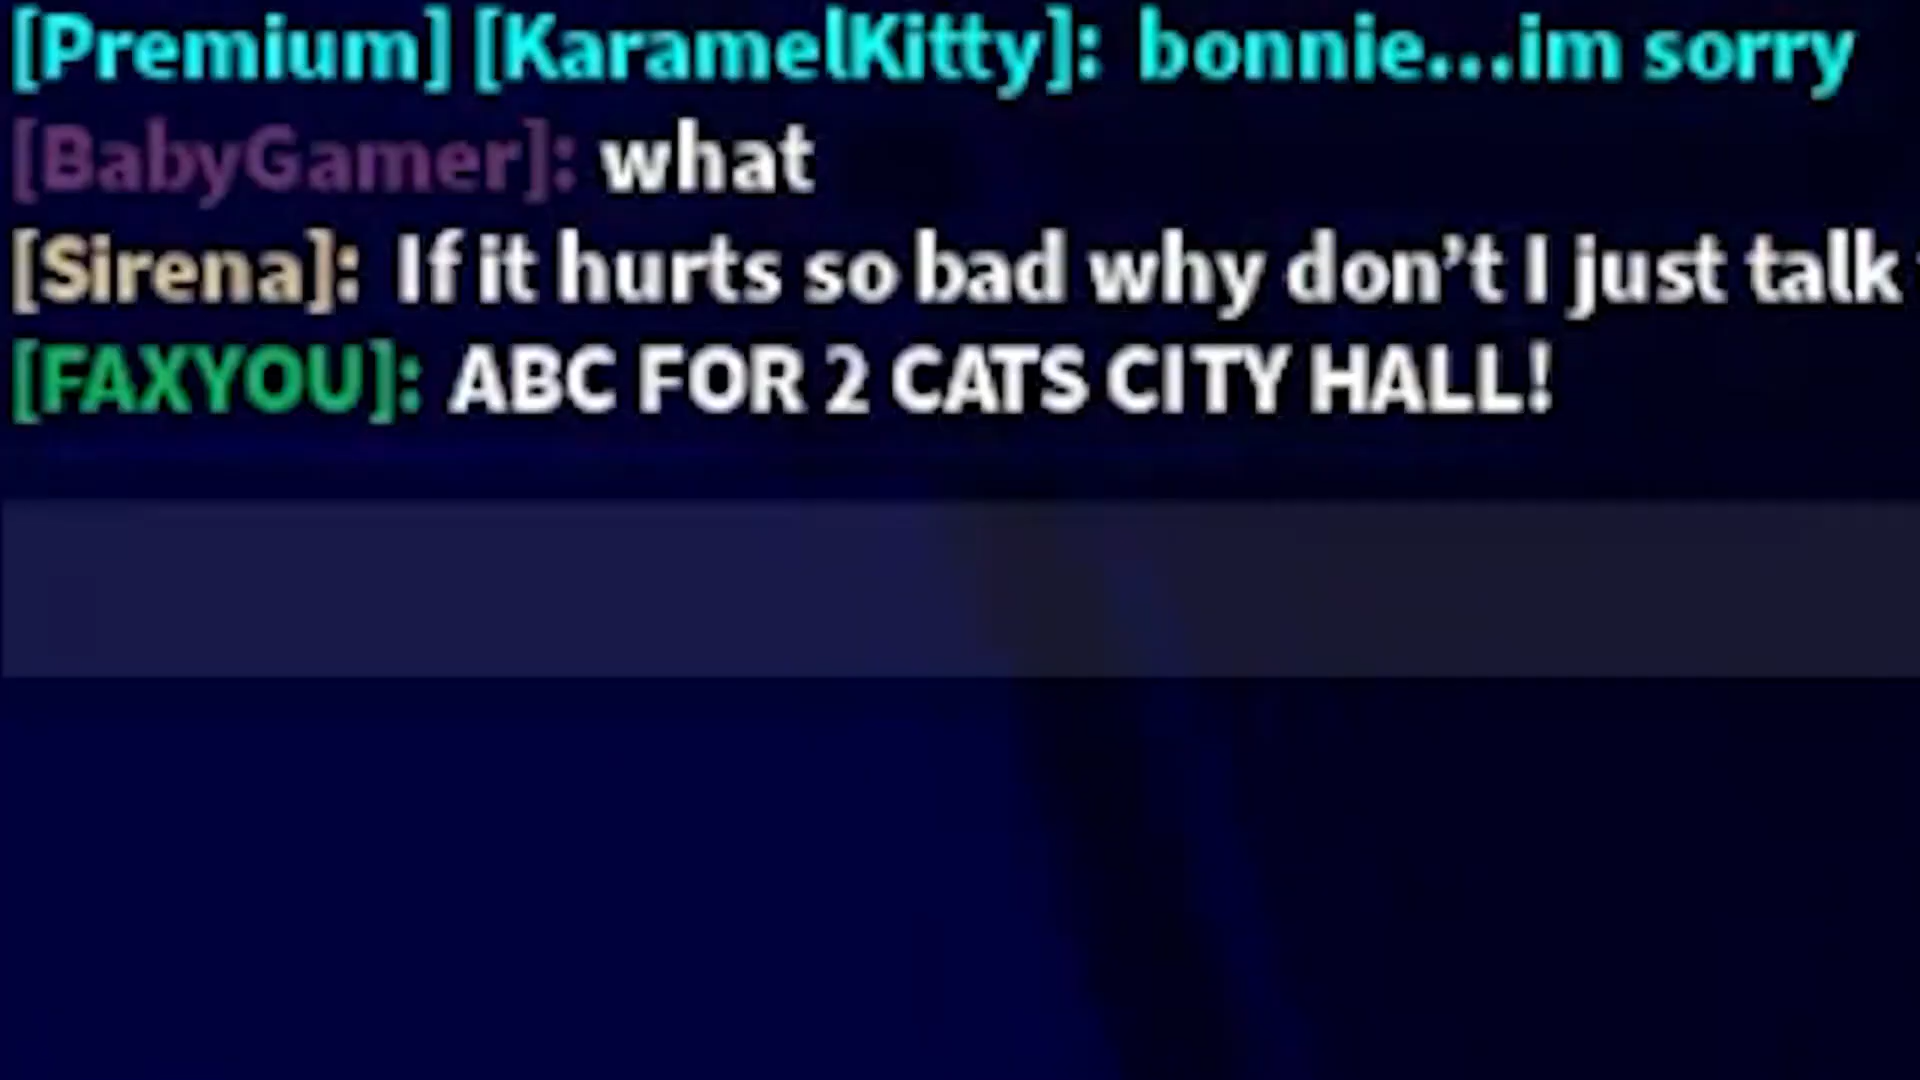 [Premium] [KaramelKitty]: bonnie...im sorry
[BabyGamer]: what
[Sirena]: If it hurts so bad why don’t I just talk
[FAXYOU]: ABC FOR 2 CATS CITY HALL!